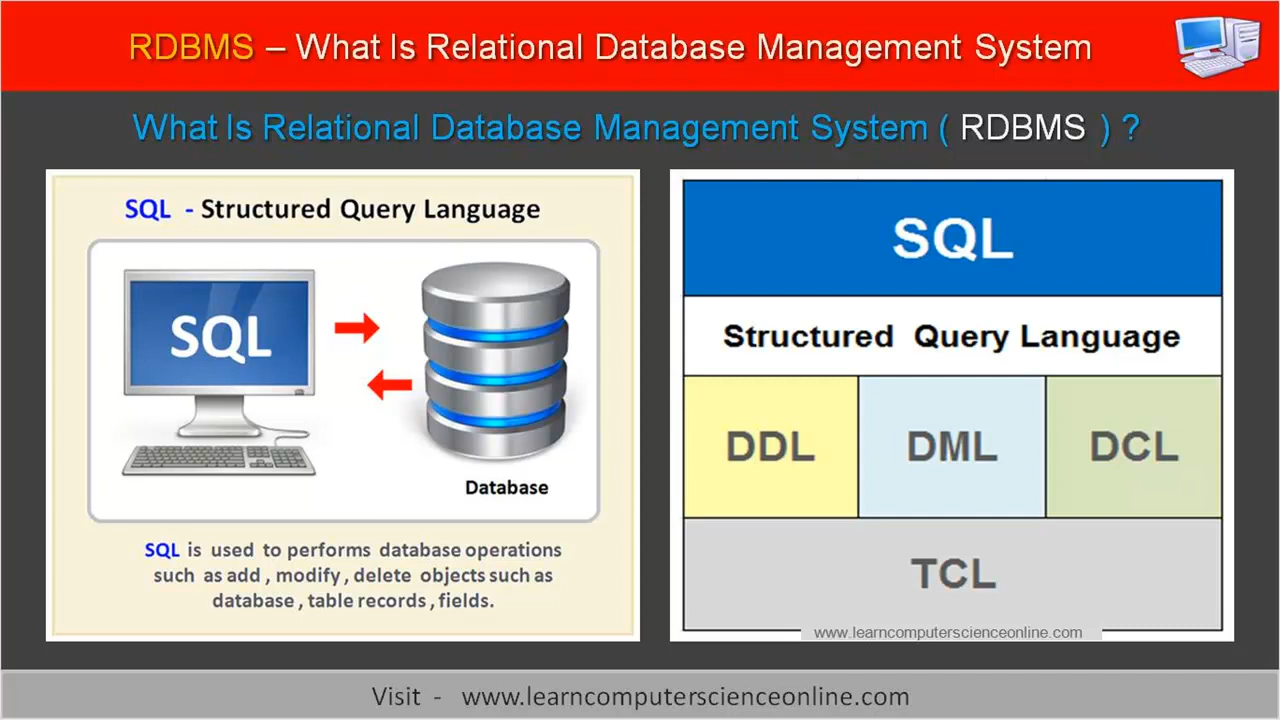 RDBMS – What Is Relational Database Management System
What Is Relational Database Management System ( RDBMS ) ?
SQL - Structured Query Language
SQL
Database
SQL is used to performs database operations
such as add , modify , delete objects such as
database , table records , fields.
SQL
Structured Query Language
DDL DML DCL
TCL
www.learncomputerscienceonline.com
Visit - www.learncomputerscienceonline.com